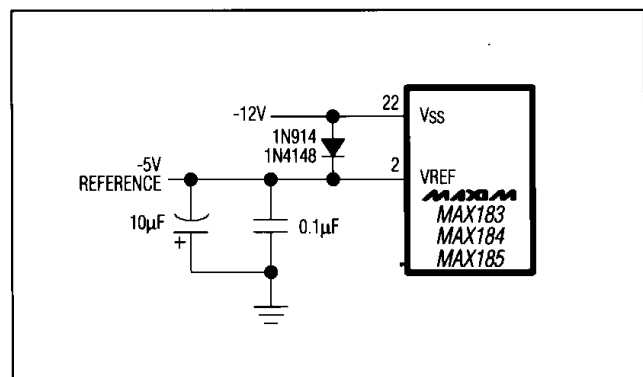 -12V
22
VSS
1N914
1N4148
-5V
REFERENCE
2
VREF
MAXIM
MAX183
MAX184
MAX185
10µF
+
0.1µF